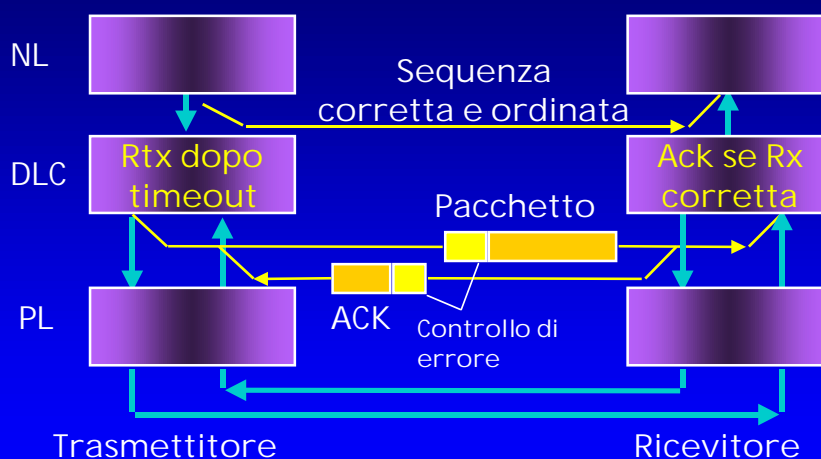 NL
Sequenza
corretta e ordinata
DLC
Rtx dopo
timeout
Ack se Rx
corretta
Pacchetto
ACK
Controllo di
errore
PL
Trasmettitore
Ricevitore